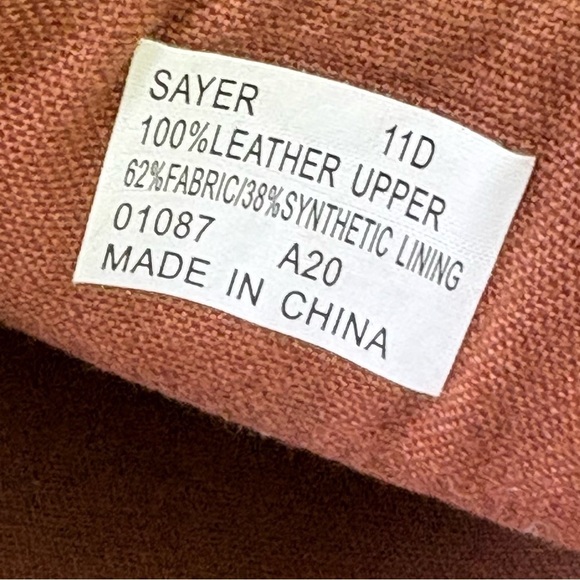 SAYER 11D
100%LEATHER UPPER
62%FABRIC/38%SYNTHETIC LINING
01087 A20
MADE IN CHINA